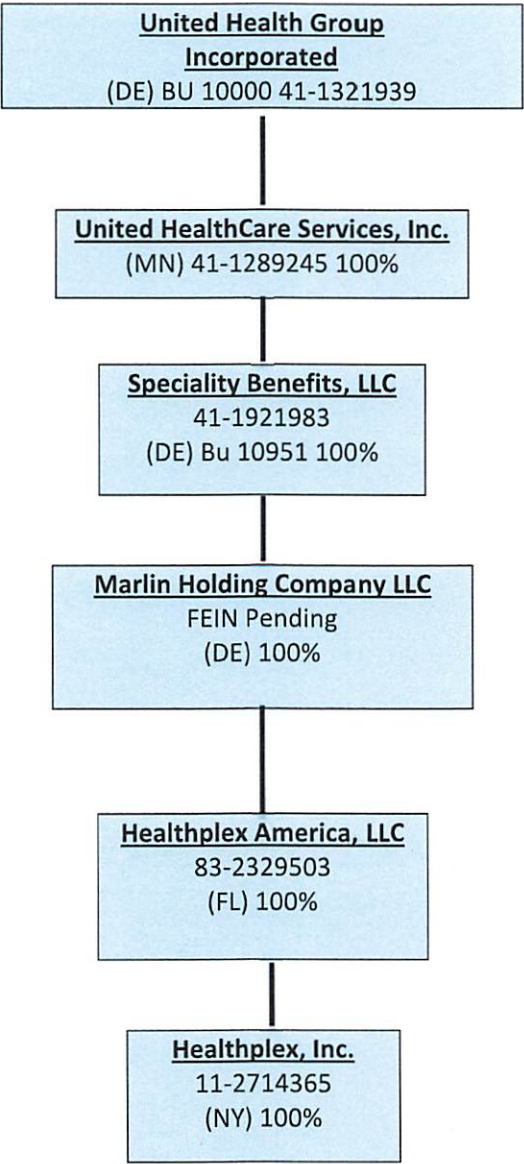 United Health Group
Incorporated
(DE) BU 10000 41-1321939
United HealthCare Services, Inc.
(MN) 41-1289245 100%
Speciality Benefits, LLC
41-1921983
(DE) Bu 10951 100%
Marlin Holding Company LLC
FEIN Pending
(DE) 100%
Healthplex America, LLC
83-2329503
(FL) 100%
Healthplex, Inc.
11-2714365
(NY) 100%